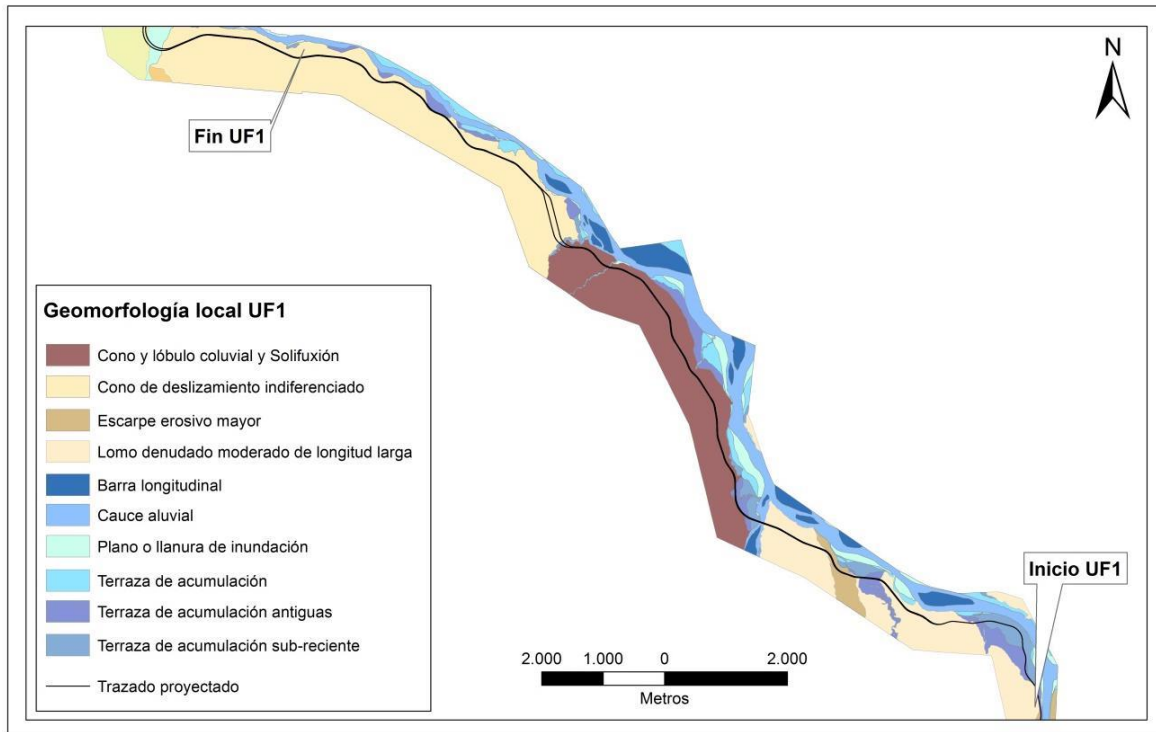 N
Fin UF1
Geomorfología local UF1
Cono y lóbulo coluvial y Solifuxión
Cono de deslizamiento indiferenciado
Escarpe erosivo mayor
Lomo denudado moderado de longitud larga
Barra longitudinal
Cauce aluvial
Plano o llanura de inundación
Terraza de acumulación
Terraza de acumulación antiguas
Terraza de acumulación sub-reciente
Trazado proyectado
Inicio UF1
2.000 1.000 0 2.000
Metros